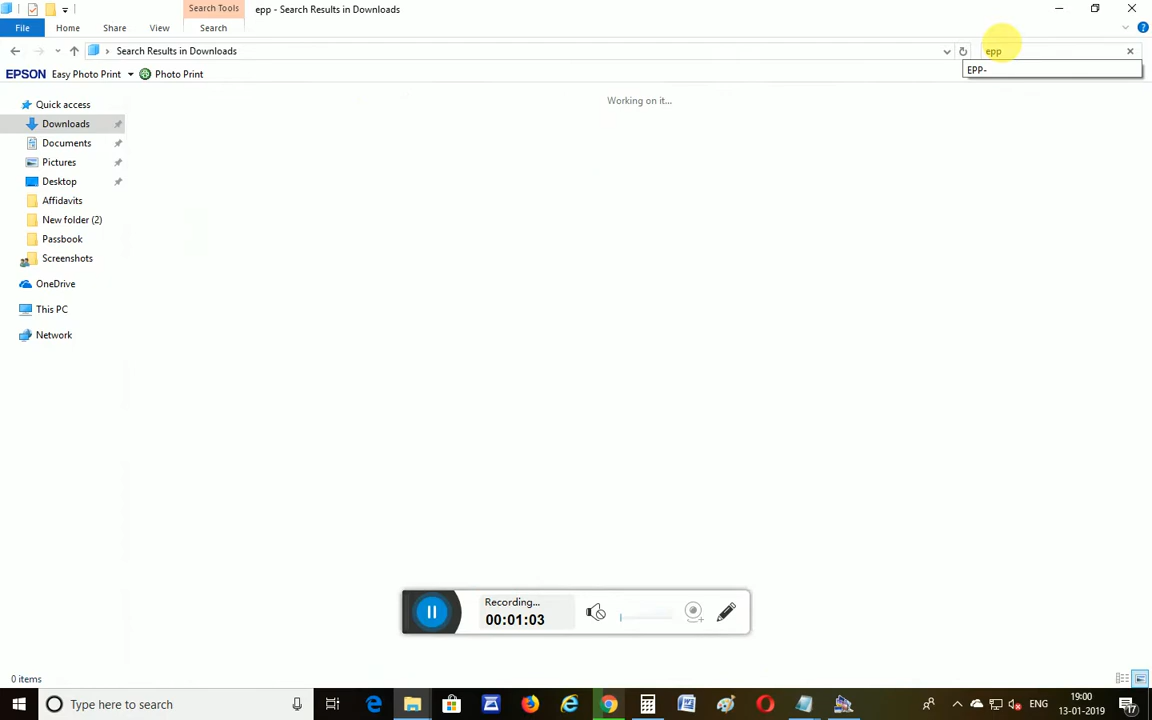 Search Tools
epp - Search Results in Downloads
File
Home
Share
View
Search
Search Results in Downloads
epp
EPP-
EPSON Easy Photo Print
Photo Print
Working on it...
Quick access
Downloads
Documents
Pictures
Desktop
Affidavits
New folder (2)
Passbook
Screenshots
OneDrive
This PC
Network
Recording...
00:01:03
0 items
Type here to search
ENG
19:00
13-01-2019
17